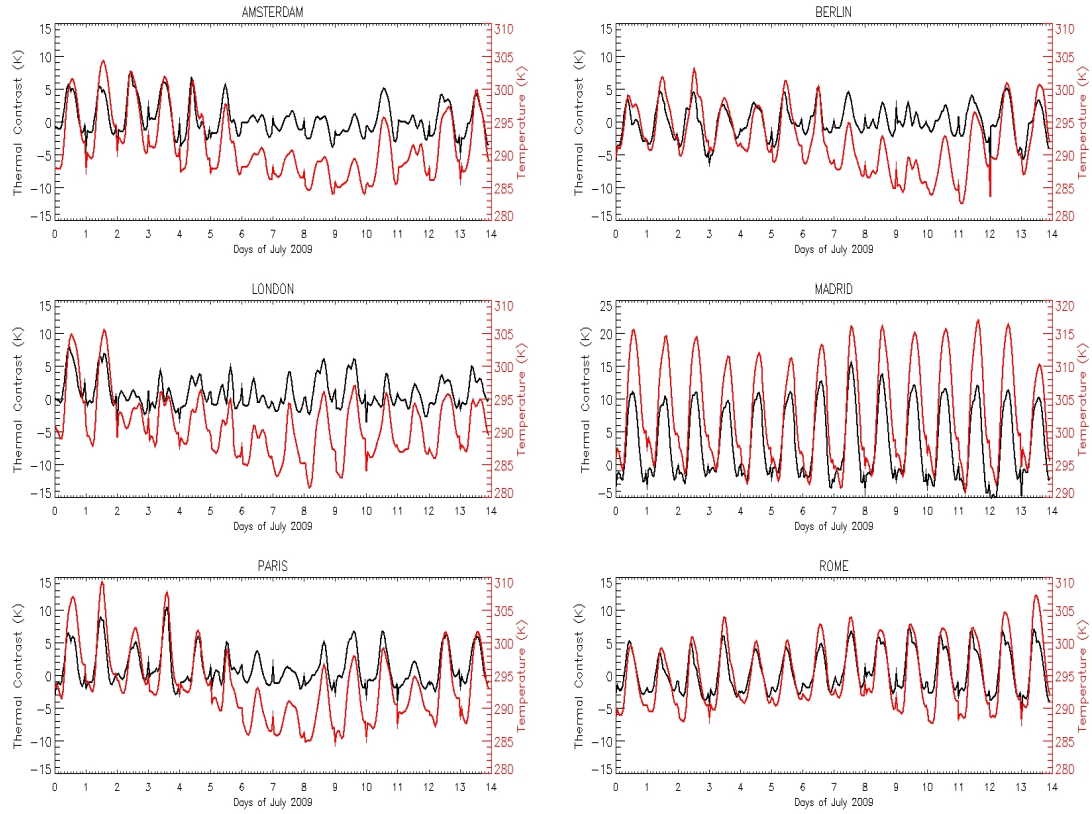 AMSTERDAM
15
10
5
0
−5
−10
−15
Thermal Contrast (K)
310
305
300
295
290
285
280
Temperature (K)
0 1 2 3 4 5 6 7 8 9 10 11 12 13 14
Days of July 2009
BERLIN
15
10
5
0
−5
−10
−15
Thermal Contrast (K)
310
305
300
295
290
285
280
Temperature (K)
0 1 2 3 4 5 6 7 8 9 10 11 12 13 14
Days of July 2009
LONDON
15
10
5
0
−5
−10
−15
Thermal Contrast (K)
310
305
300
295
290
285
280
Temperature (K)
0 1 2 3 4 5 6 7 8 9 10 11 12 13 14
Days of July 2009
MADRID
25
20
15
10
5
0
−5
Thermal Contrast (K)
320
315
310
305
300
295
290
Temperature (K)
0 1 2 3 4 5 6 7 8 9 10 11 12 13 14
Days of July 2009
PARIS
15
10
5
0
−5
−10
−15
Thermal Contrast (K)
310
305
300
295
290
285
280
Temperature (K)
0 1 2 3 4 5 6 7 8 9 10 11 12 13 14
Days of July 2009
ROME
15
10
5
0
−5
−10
−15
Thermal Contrast (K)
310
305
300
295
290
285
280
Temperature (K)
0 1 2 3 4 5 6 7 8 9 10 11 12 13 14
Days of July 2009